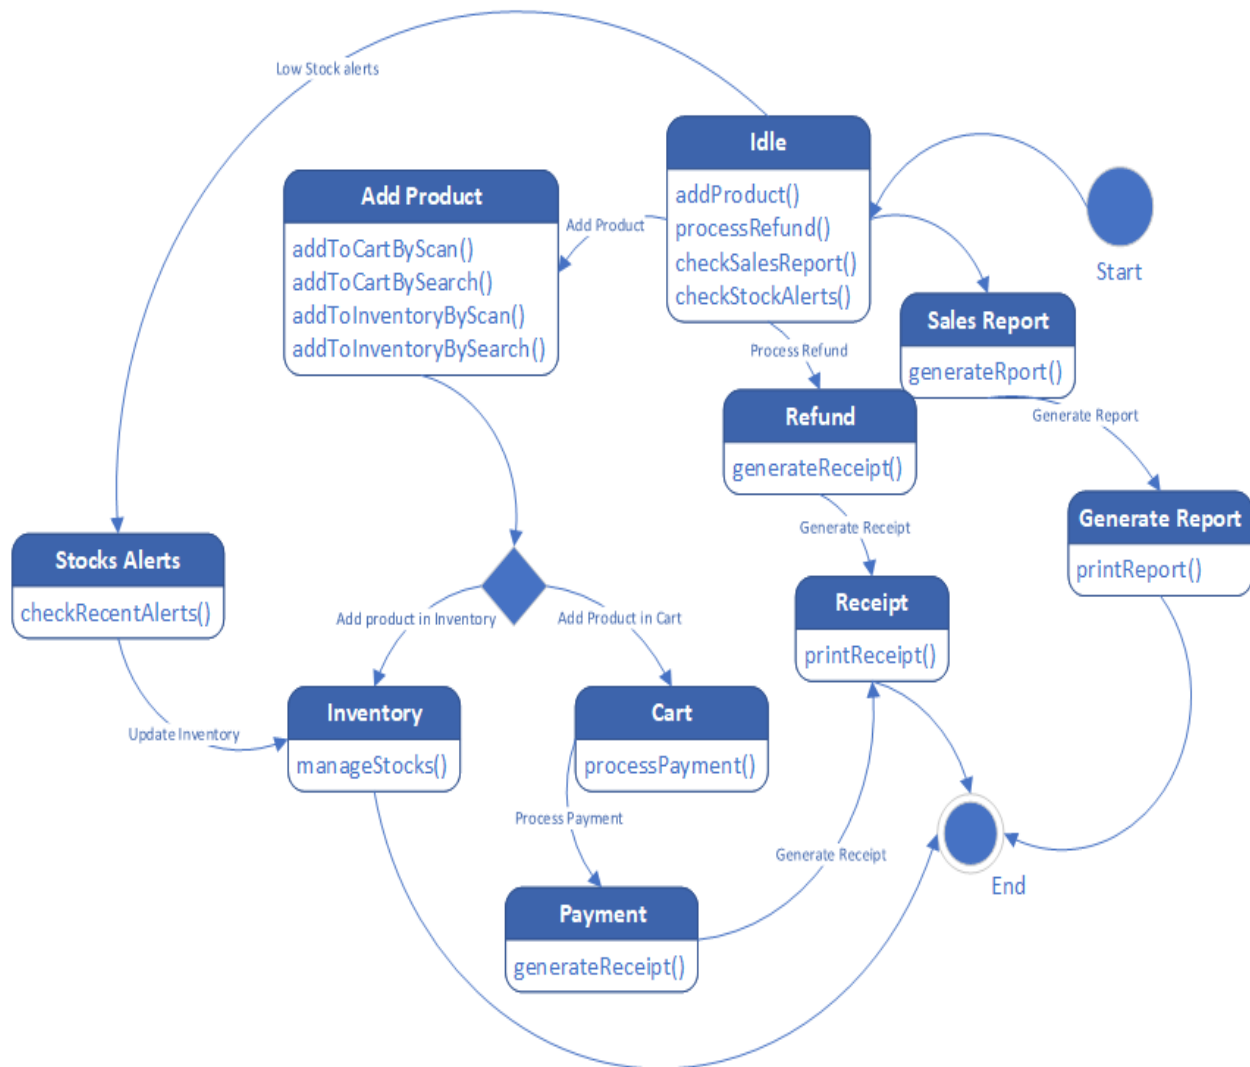 Low Stock alerts
Idle
addProduct()
processRefund()
checkSalesReport()
checkStockAlerts()
Start
Add Product
addToCartByScan()
addToCartBySearch()
addToInventoryByScan()
addToInventoryBySearch()
Add Product
Sales Report
generateRport()
Process Refund
Refund
generateReceipt()
Generate Report
Generate Report
printReport()
Generate Receipt
Stocks Alerts
checkRecentAlerts()
Receipt
printReceipt()
Add product in Inventory
Add Product in Cart
Update Inventory
Inventory
manageStocks()
Cart
processPayment()
Process Payment
Generate Receipt
End
Payment
generateReceipt()